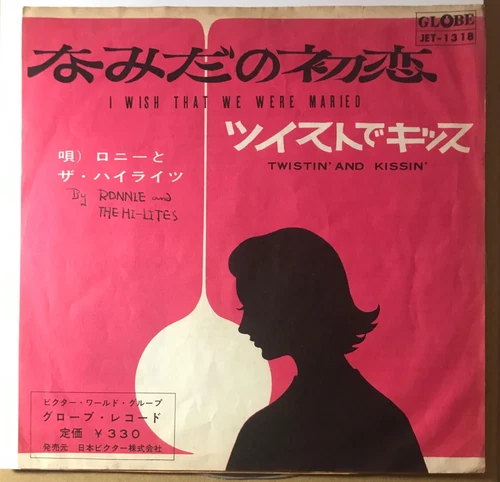 GLOBE
JET-1318
なみだの初恋
I WISH THAT WE WERE MARIED
ツイストでキッス
TWISTIN' AND KISSIN'
唄）ロニーと
ザ・ハイライツ
By RONNIE and
THE HI-LITES
ビクター・ワールド・グループ
グローブ・レコード
定価 ￥330
発売元 日本ビクター株式会社